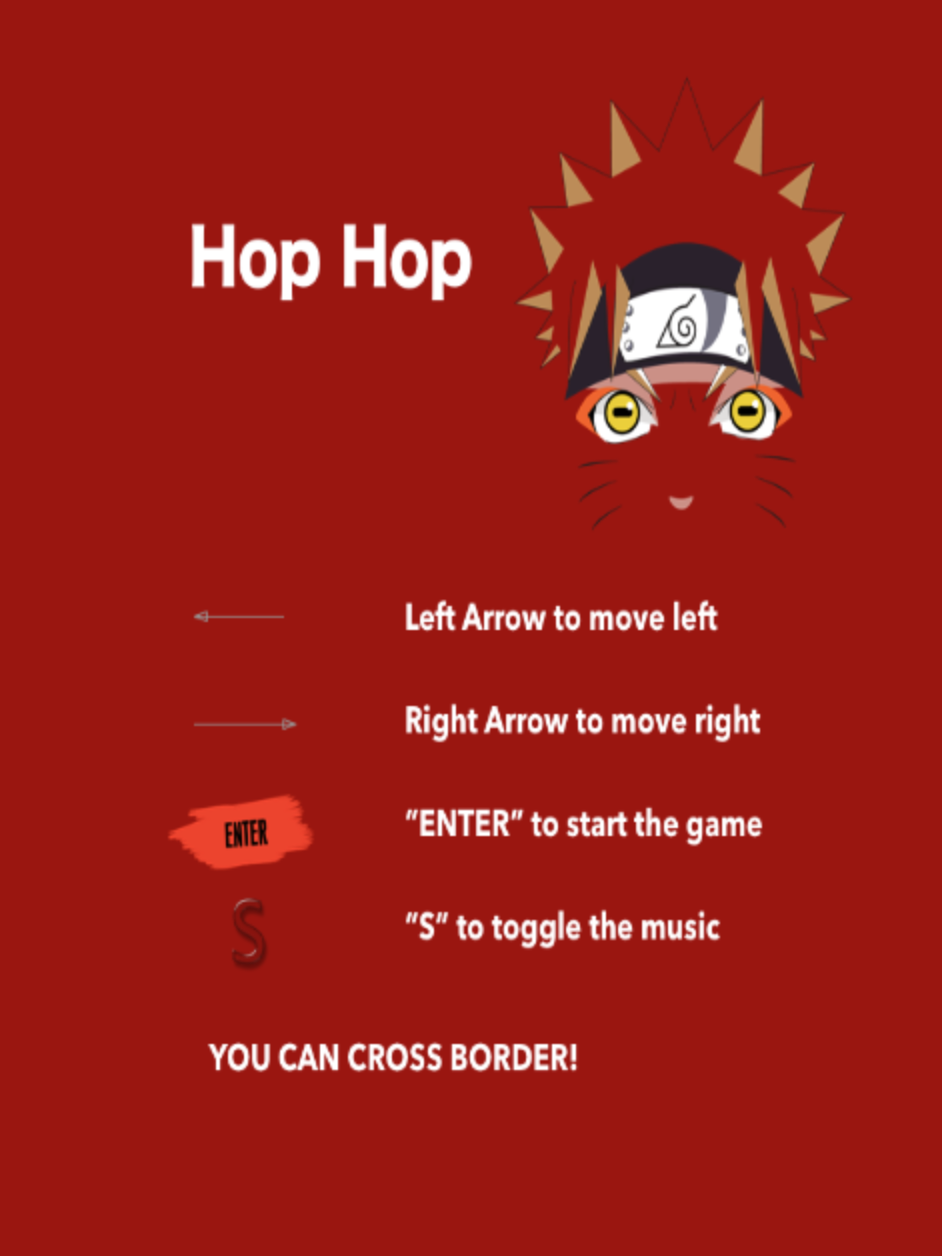 Hop Hop
Left Arrow to move left
Right Arrow to move right
ENTER
"ENTER" to start the game
S
"S" to toggle the music
YOU CAN CROSS BORDER!